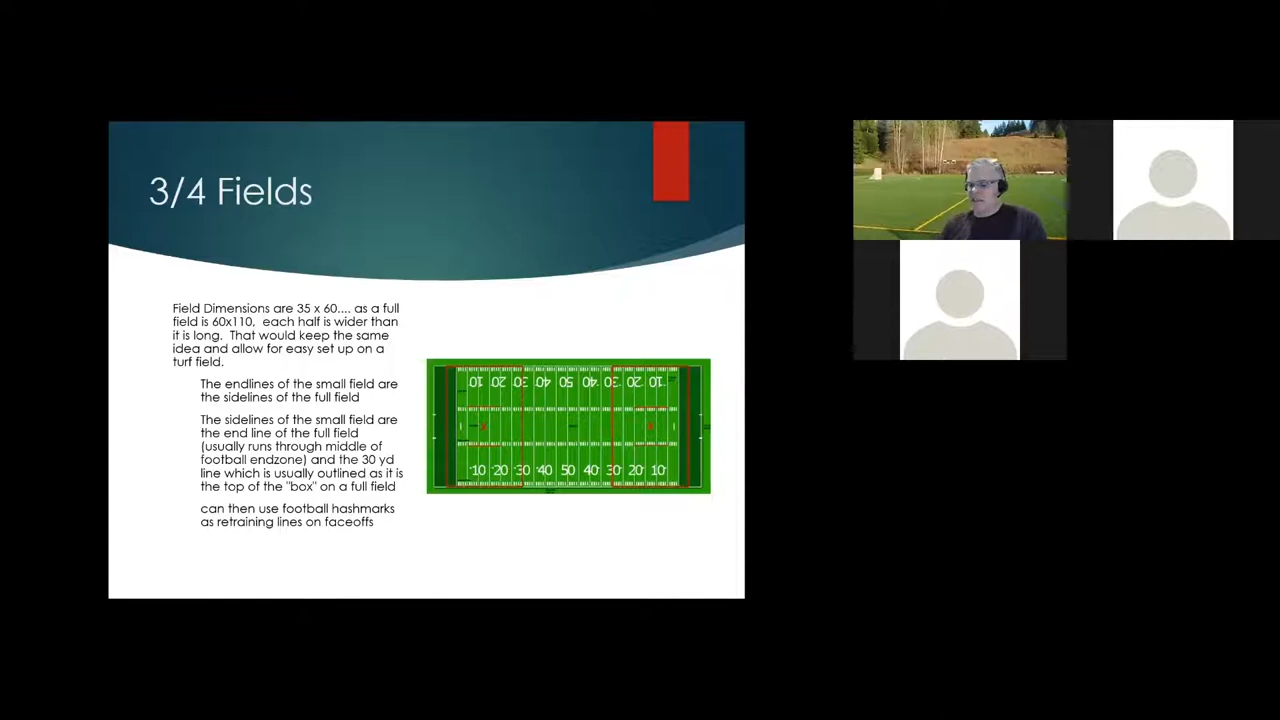 3/4 Fields
Field Dimensions are 35 x 60.... as a full
field is 60x110, each half is wider than
it is long. That would keep the same
idea and allow for easy set up on a
turf field.
The endlines of the small field are
the sidelines of the full field
The sidelines of the small field are
the end line of the full field
(usually runs through middle of
football endzone) and the 30 yd
line which is usually outlined as it is
the top of the "box" on a full field
can then use football hashmarks
as retraining lines on faceoffs
10 20 30 40 50 40 30 20 10
X X
10 20 30 40 50 40 30 20 10